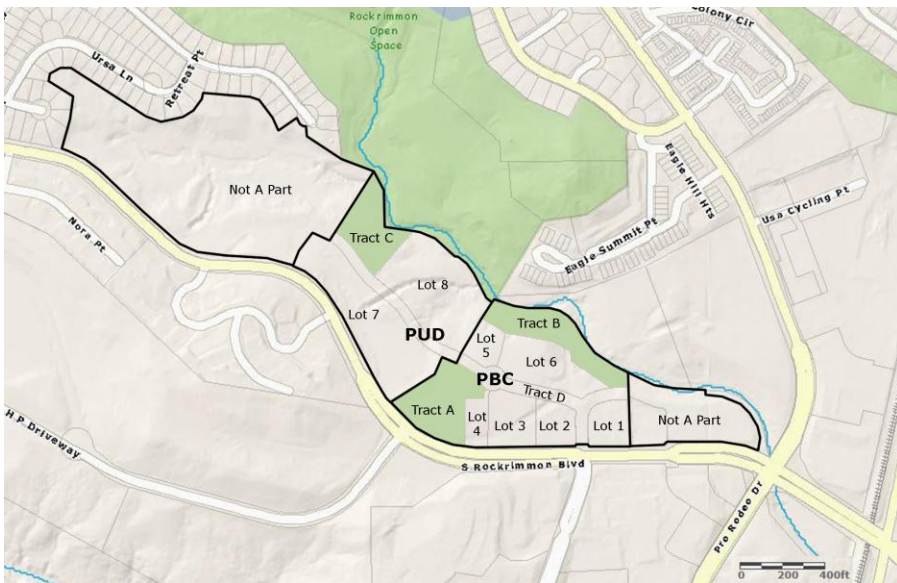 Rockrimmon
Open
Space
Colony Cir
Ursa Ln
Retreat Pt
Not A Part
Nora Pt
Tract C
Eagle Hill Hts
Usa Cycling Pt
Eagle Summit Pt
Lot 8
Lot 7
PUD
Tract B
Lot
5
Lot 6
PBC
Tract D
Tract A
Lot
4
Lot 3
Lot 2
Lot 1
Not A Part
H P Driveway
S Rockrimmon Blvd
Pro Rodeo Dr
0 200 400ft